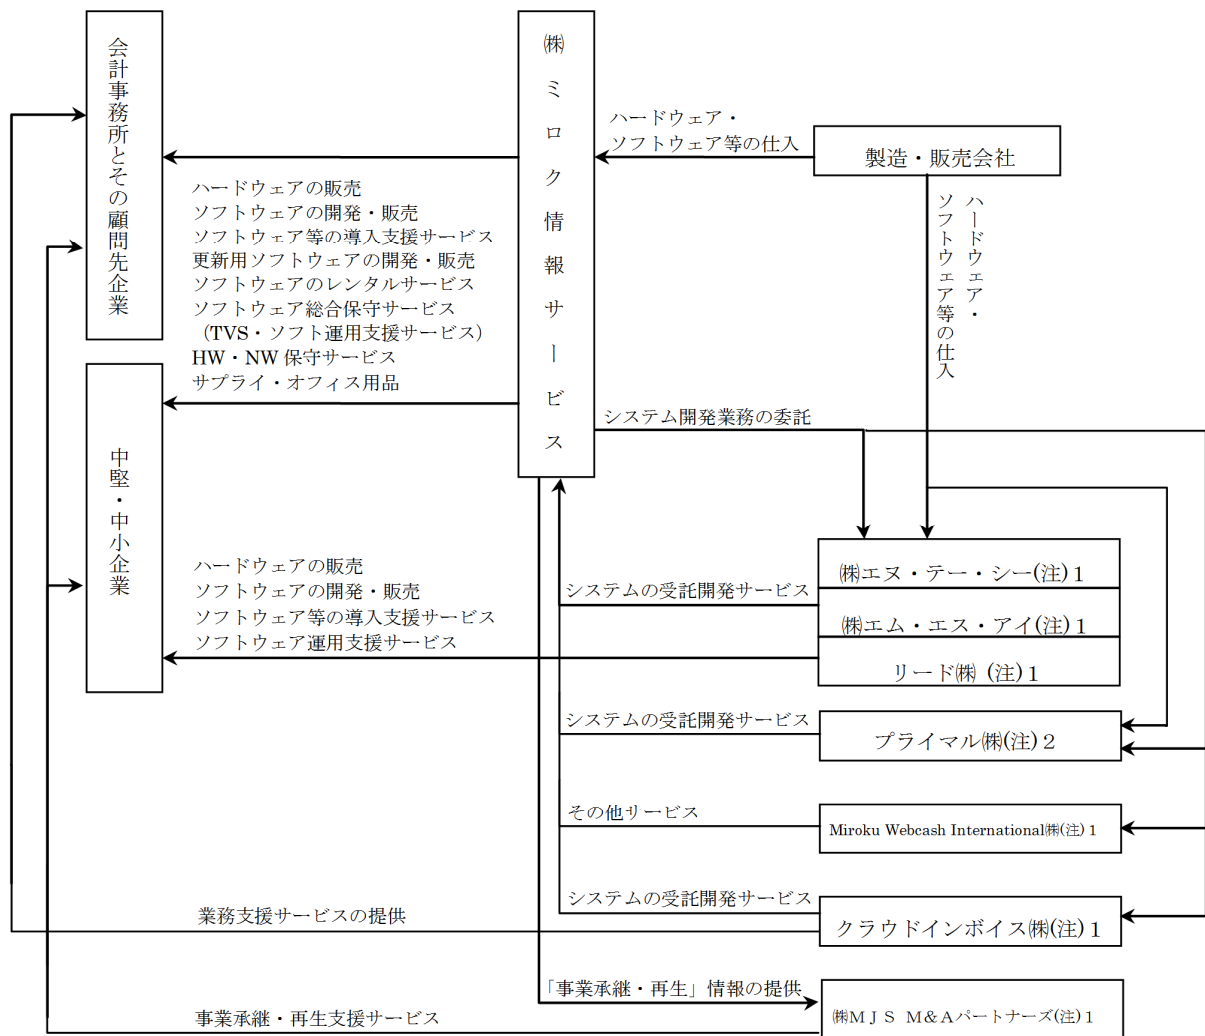 会計事務所とその顧問先企業
㈱ミロク情報サービス
ハードウェア・
ソフトウェア等の仕入
製造・販売会社
ハードウェアの販売
ソフトウェアの開発・販売
ソフトウェア等の導入支援サービス
更新用ソフトウェアの開発・販売
ソフトウェアのレンタルサービス
ソフトウェア総合保守サービス
（TVS・ソフト運用支援サービス）
HW・NW 保守サービス
サプライ・オフィス用品
ハードウェア・
ソフトウェア等の仕入
システム開発業務の委託
中堅・中小企業
ハードウェアの販売
ソフトウェアの開発・販売
ソフトウェア等の導入支援サービス
ソフトウェア運用支援サービス
システムの受託開発サービス
㈱エヌ・テー・シー(注)１
㈱エム・エス・アイ(注)１
リード㈱ (注)１
システムの受託開発サービス
プライマル㈱(注)２
その他サービス
Miroku Webcash International㈱(注)１
システムの受託開発サービス
クラウドインボイス㈱(注)１
業務支援サービスの提供
「事業承継・再生」情報の提供
事業承継・再生支援サービス
㈱ＭＪＳ Ｍ&Ａパートナーズ(注)１